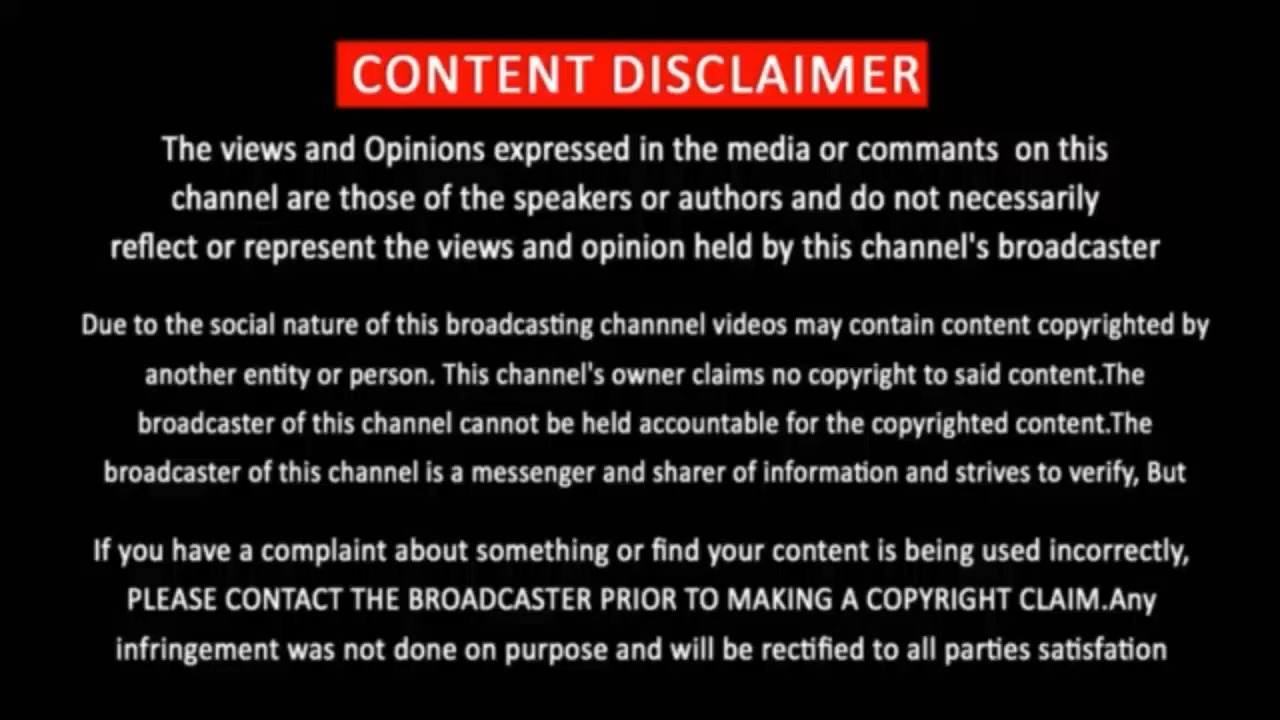 CONTENT DISCLAIMER
The views and Opinions expressed in the media or commants on this
channel are those of the speakers or authors and do not necessarily
reflect or represent the views and opinion held by this channel's broadcaster
Due to the social nature of this broadcasting channnel videos may contain content copyrighted by
another entity or person. This channel's owner claims no copyright to said content.The
broadcaster of this channel cannot be held accountable for the copyrighted content.The
broadcaster of this channel is a messenger and sharer of information and strives to verify, But
If you have a complaint about something or find your content is being used incorrectly,
PLEASE CONTACT THE BROADCASTER PRIOR TO MAKING A COPYRIGHT CLAIM.Any
infringement was not done on purpose and will be rectified to all parties satisfation